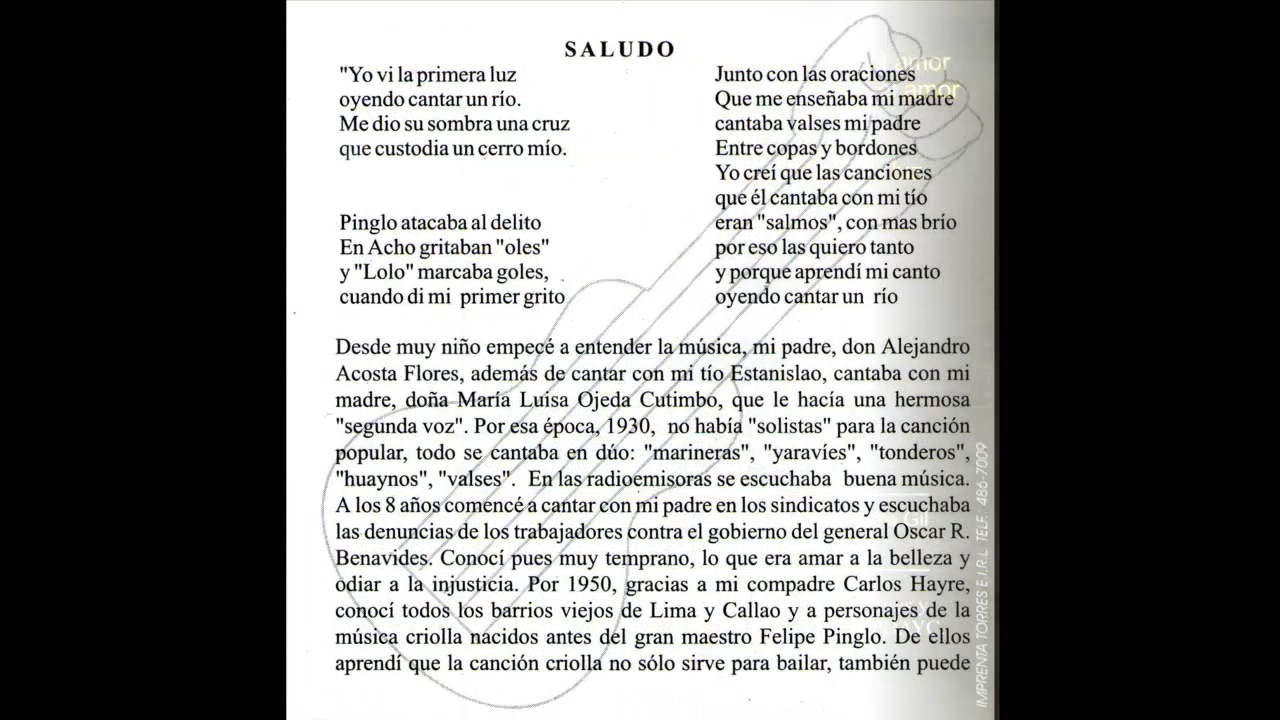 SALUDO
"Yo vi la primera luz
oyendo cantar un río.
Me dio su sombra una cruz
que custodia un cerro mío.
Pinglo atacaba al delito
En Acho gritaban "oles"
y "Lolo" marcaba goles,
cuando di mi primer grito
Junto con las oraciones
Que me enseñaba mi madre
cantaba valses mi padre
Entre copas y bordones
Yo creí que las canciones
que él cantaba con mi tío
eran "salmos", con mas brío
por eso las quiero tanto
y porque aprendí mi canto
oyendo cantar un río
Desde muy niño empecé a entender la música, mi padre, don Alejandro
Acosta Flores, además de cantar con mi tío Estanislao, cantaba con mi
madre, doña María Luisa Ojeda Cutimbo, que le hacía una hermosa
"segunda voz". Por esa época, 1930, no había "solistas" para la canción
popular, todo se cantaba en dúo: "marineras", "yaravíes", "tonderos",
"huaynos", "valses". En las radioemisoras se escuchaba buena música.
A los 8 años comencé a cantar con mi padre en los sindicatos y escuchaba
las denuncias de los trabajadores contra el gobierno del general Oscar R.
Benavides. Conocí pues muy temprano, lo que era amar a la belleza y
odiar a la injusticia. Por 1950, gracias a mi compadre Carlos Hayre,
conocí todos los barrios viejos de Lima y Callao y a personajes de la
música criolla nacidos antes del gran maestro Felipe Pinglo. De ellos
aprendí que la canción criolla no sólo sirve para bailar, también puede
amor
amor
Gil
IMPRENTA TORRES E.I.R.L. TELF.: 486-7009